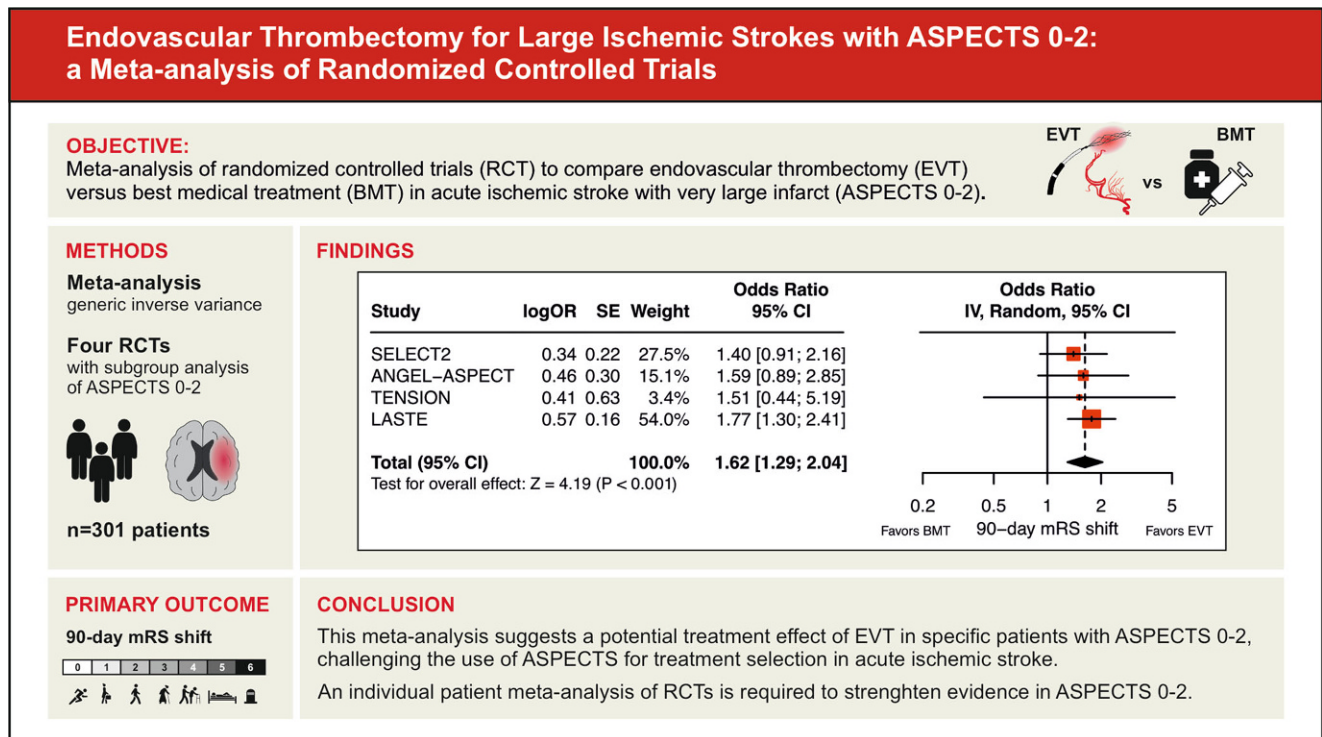 Endovascular Thrombectomy for Large Ischemic Strokes with ASPECTS 0-2:
a Meta-analysis of Randomized Controlled Trials
OBJECTIVE:
Meta-analysis of randomized controlled trials (RCT) to compare endovascular thrombectomy (EVT)
versus best medical treatment (BMT) in acute ischemic stroke with very large infarct (ASPECTS 0-2).
EVT
vs
BMT
METHODS
Meta-analysis
generic inverse variance
Four RCTs
with subgroup analysis
of ASPECTS 0-2
n=301 patients
FINDINGS
Odds Ratio Odds Ratio
Study logOR SE Weight 95% CI IV, Random, 95% CI
SELECT2 0.34 0.22 27.5% 1.40 [0.91; 2.16]
ANGEL−ASPECT 0.46 0.30 15.1% 1.59 [0.89; 2.85]
TENSION 0.41 0.63 3.4% 1.51 [0.44; 5.19]
LASTE 0.57 0.16 54.0% 1.77 [1.30; 2.41]
Total (95% CI) 100.0% 1.62 [1.29; 2.04]
Test for overall effect: Z = 4.19 (P < 0.001)
0.2 0.5 1 2 5
Favors BMT 90−day mRS shift Favors EVT
PRIMARY OUTCOME
90-day mRS shift
0 1 2 3 4 5 6
CONCLUSION
This meta-analysis suggests a potential treatment effect of EVT in specific patients with ASPECTS 0-2,
challenging the use of ASPECTS for treatment selection in acute ischemic stroke.
An individual patient meta-analysis of RCTs is required to strenghten evidence in ASPECTS 0-2.